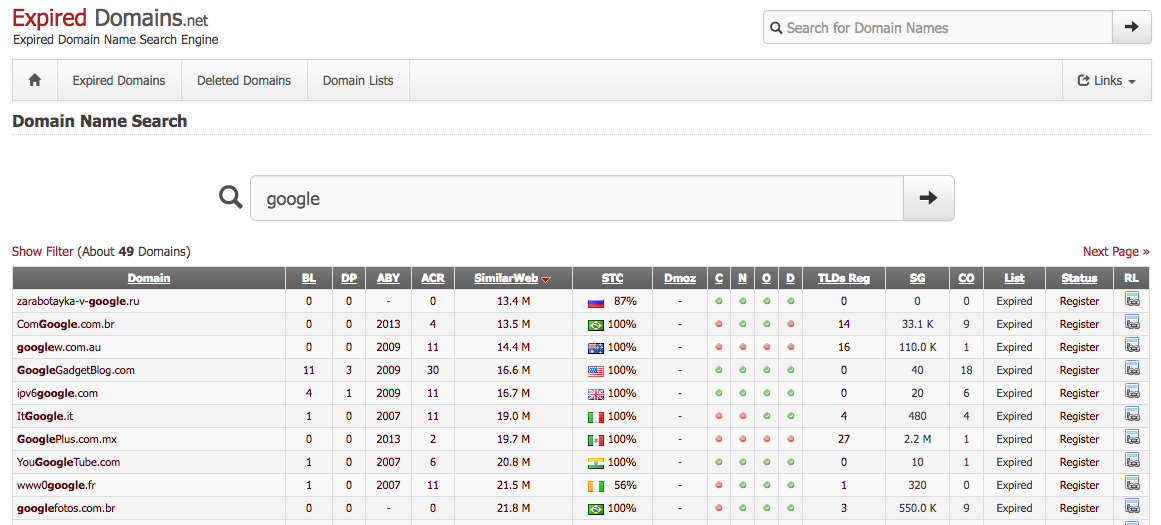 Expired Domains.net
Expired Domain Name Search Engine
Search for Domain Names
Expired Domains Deleted Domains Domain Lists Links
Domain Name Search
google
Show Filter (About 49 Domains) Next Page »
Domain BL DP ABY ACR SimilarWeb STC Dmoz C N O D TLDs Reg SG CO List Status RL
zarabotayka-v-google.ru 0 0 - 0 13.4 M 87% - 0 0 0 Expired Register
ComGoogle.com.br 0 0 2013 4 13.5 M 100% - 14 33.1 K 9 Expired Register
googlew.com.au 0 0 2009 11 14.4 M 100% - 16 110.0 K 1 Expired Register
GoogleGadgetBlog.com 11 3 2009 30 16.6 M 100% - 0 40 18 Expired Register
ipv6google.com 4 1 2009 11 16.7 M 100% - 0 20 6 Expired Register
ItGoogle.it 1 0 2007 11 19.0 M 100% - 4 480 4 Expired Register
GooglePlus.com.mx 0 0 2013 2 19.7 M 100% - 27 2.2 M 1 Expired Register
YouGoogleTube.com 1 0 2007 6 20.8 M 100% - 0 10 1 Expired Register
www0google.fr 1 0 2007 11 21.5 M 56% - 1 320 0 Expired Register
googlefotos.com.br 0 0 - 0 21.8 M 100% - 3 550.0 K 9 Expired Register